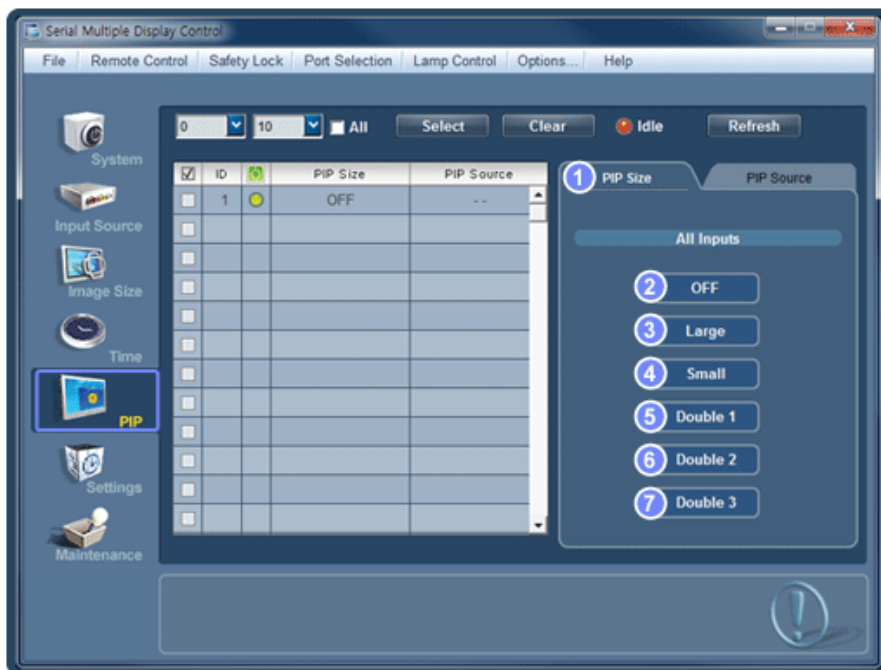 Serial Multiple Display Control
File Remote Control Safety Lock Port Selection Lamp Control Options... Help
0 10 All Select Clear Idle Refresh
System
Input Source
Image Size
Time
PIP
Settings
Maintenance
ID PIP Size PIP Source
1 OFF - -
1 PIP Size PIP Source
All Inputs
2 OFF
3 Large
4 Small
5 Double 1
6 Double 2
7 Double 3